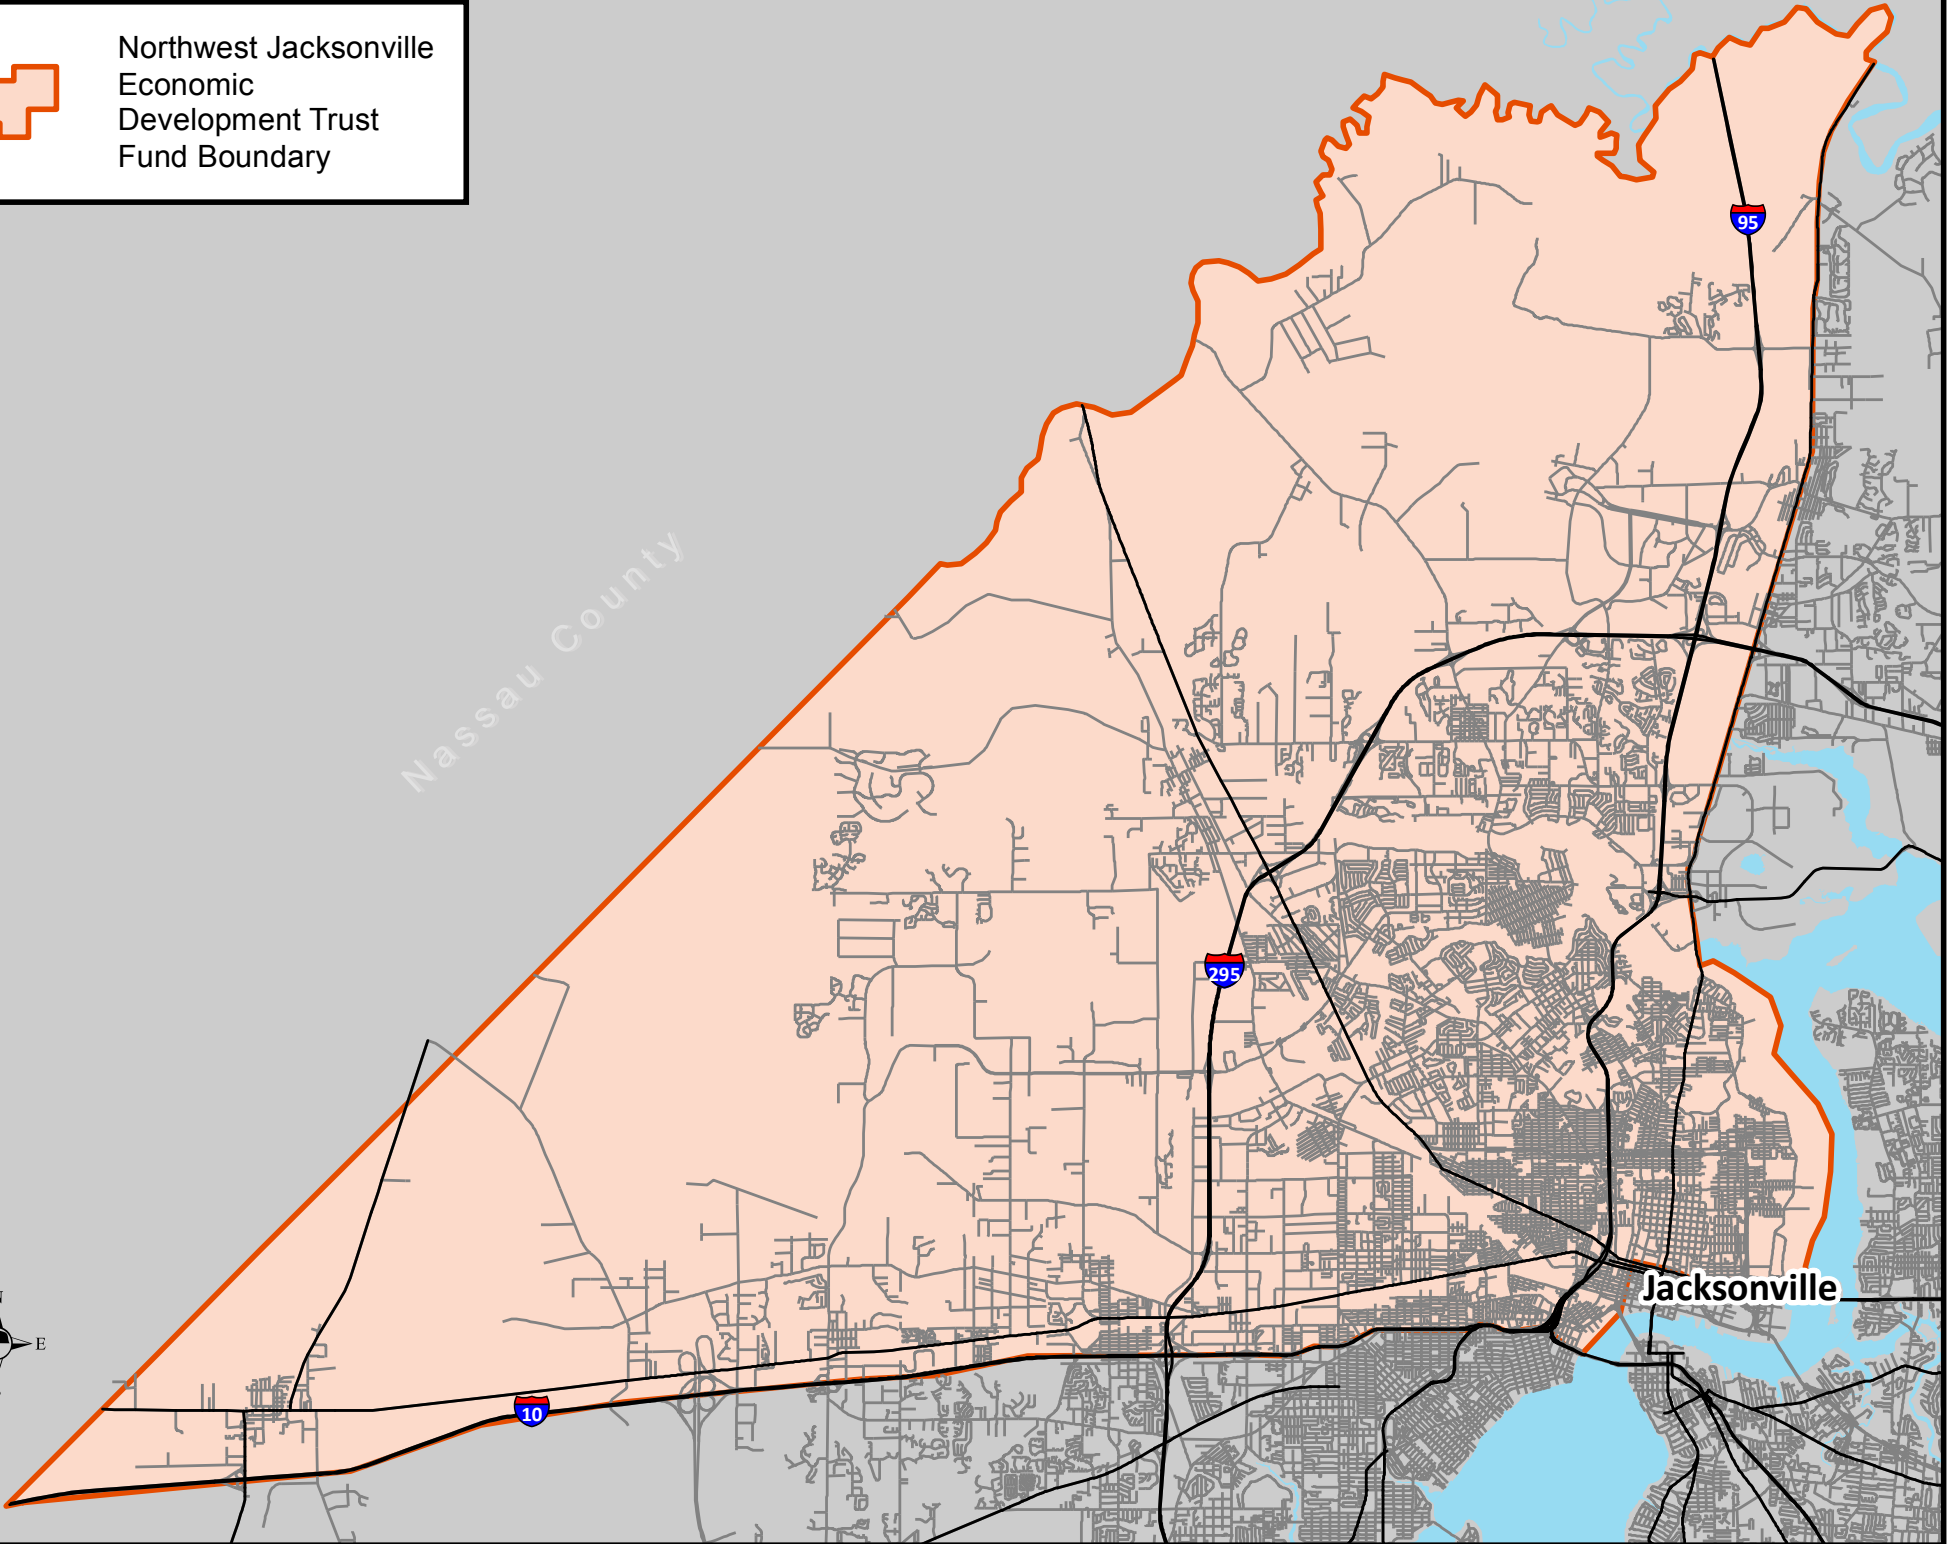 Northwest Jacksonville
Economic
Development Trust
Fund Boundary
95
Nassau County
295
Jacksonville
E
10